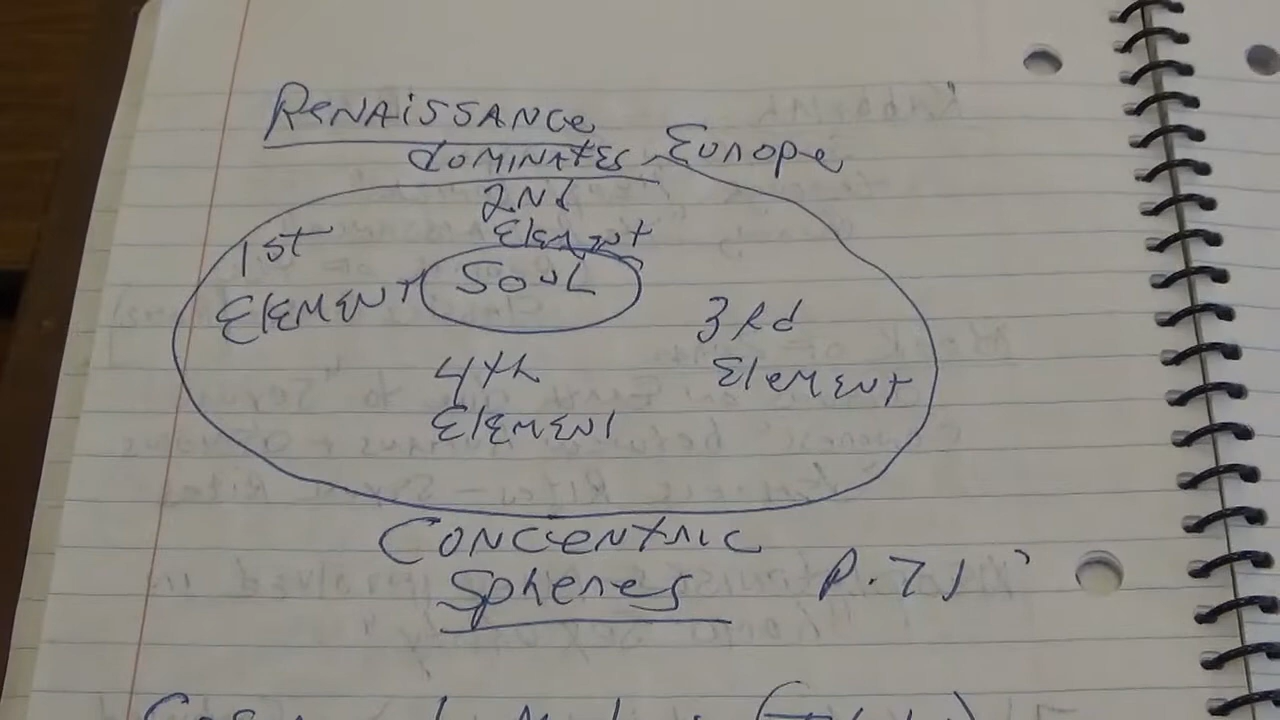 RENAISSANCE
DOMINATES Europe
2Nd
ElEMENt
1st
ElEMENt
SouL
3Rd
ElEMENt
4th
ElEMENt
CONCENtRIC
SpheRES
P. 71